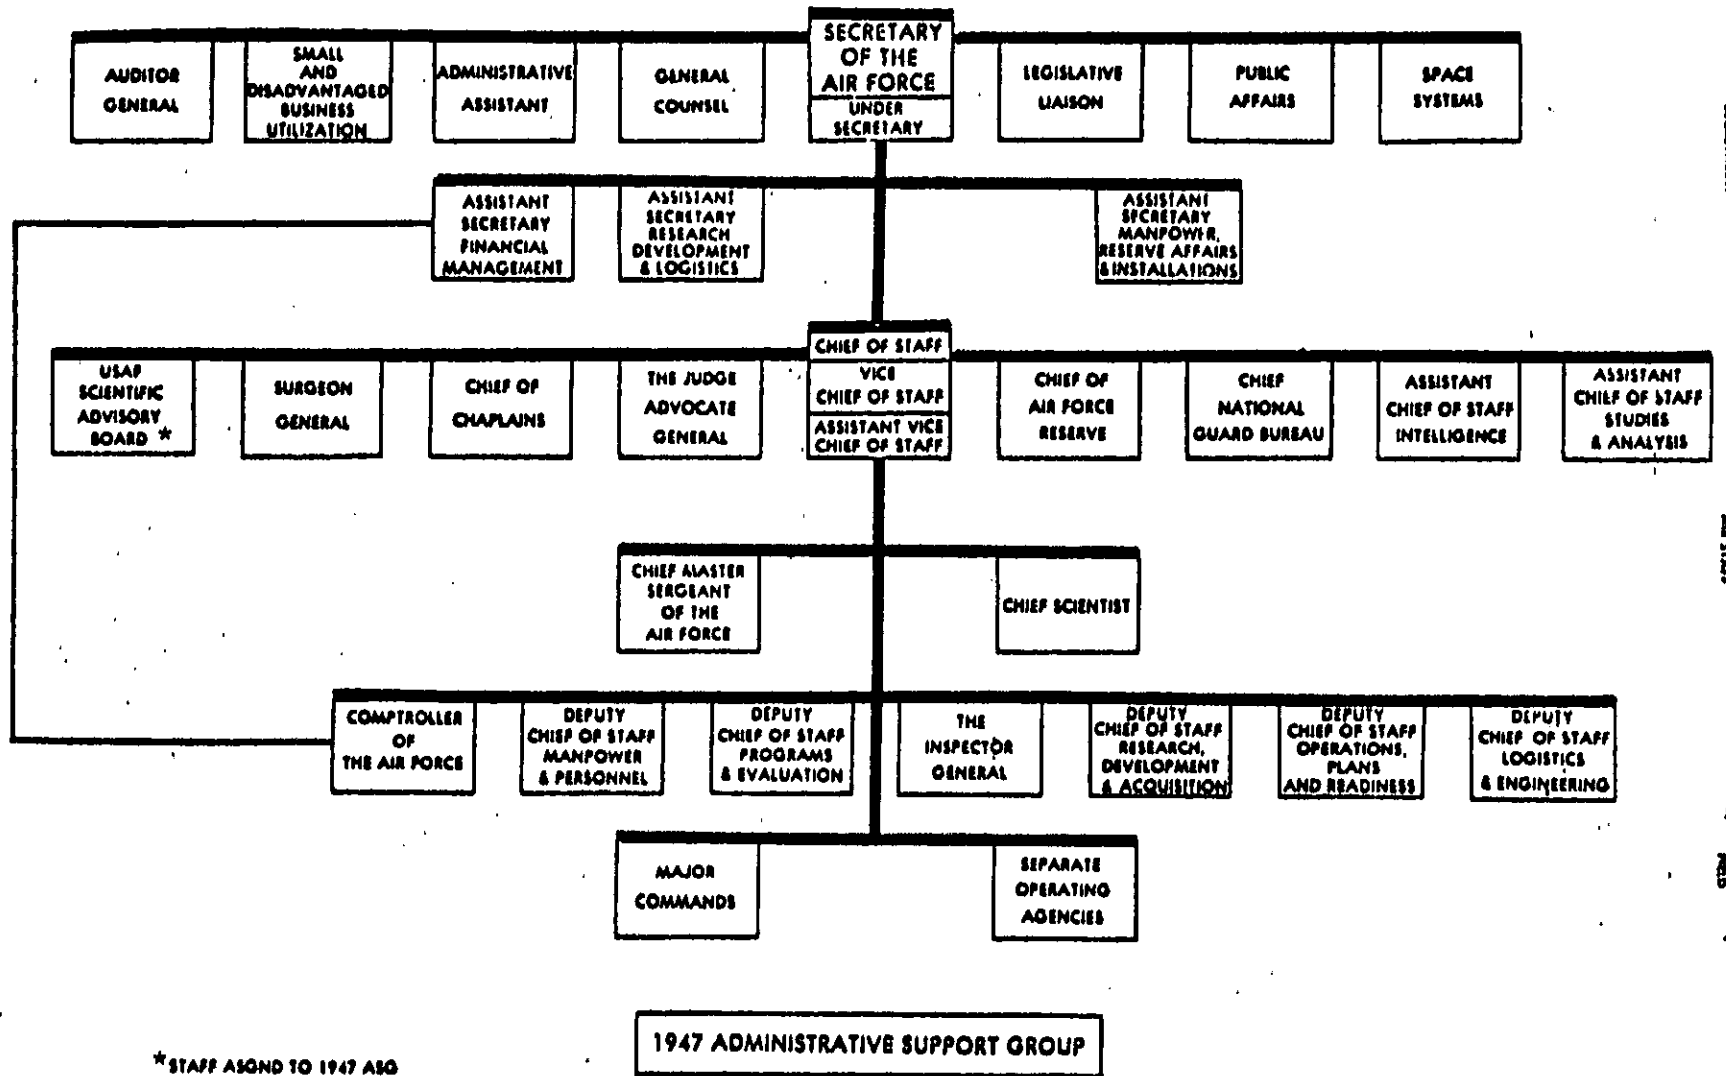 SECRETARY
OF THE
AIR FORCE
UNDER
SECRETARY
AUDITOR
GENERAL
SMALL
AND
DISADVANTAGED
BUSINESS
UTILIZATION
ADMINISTRATIVE
ASSISTANT
GENERAL
COUNSEL
LEGISLATIVE
LIAISON
PUBLIC
AFFAIRS
SPACE
SYSTEMS
ASSISTANT
SECRETARY
FINANCIAL
MANAGEMENT
ASSISTANT
SECRETARY
RESEARCH
DEVELOPMENT
& LOGISTICS
ASSISTANT
SECRETARY
MANPOWER,
RESERVE AFFAIRS
& INSTALLATIONS
CHIEF OF STAFF
VICE
CHIEF OF STAFF
ASSISTANT VICE
CHIEF OF STAFF
USAF
SCIENTIFIC
ADVISORY
BOARD *
SURGEON
GENERAL
CHIEF OF
CHAPLAINS
THE JUDGE
ADVOCATE
GENERAL
CHIEF OF
AIR FORCE
RESERVE
CHIEF
NATIONAL
GUARD BUREAU
ASSISTANT
CHIEF OF STAFF
INTELLIGENCE
ASSISTANT
CHIEF OF STAFF
STUDIES
& ANALYSIS
CHIEF MASTER
SERGEANT
OF THE
AIR FORCE
CHIEF SCIENTIST
COMPTROLLER
OF
THE AIR FORCE
DEPUTY
CHIEF OF STAFF
MANPOWER
& PERSONNEL
DEPUTY
CHIEF OF STAFF
PROGRAMS
& EVALUATION
THE
INSPECTOR
GENERAL
DEPUTY
CHIEF OF STAFF
RESEARCH,
DEVELOPMENT
& ACQUISITION
DEPUTY
CHIEF OF STAFF
OPERATIONS,
PLANS
AND READINESS
DEPUTY
CHIEF OF STAFF
LOGISTICS
& ENGINEERING
MAJOR
COMMANDS
SEPARATE
OPERATING
AGENCIES
1947 ADMINISTRATIVE SUPPORT GROUP
*STAFF ASGND TO 1947 ASG